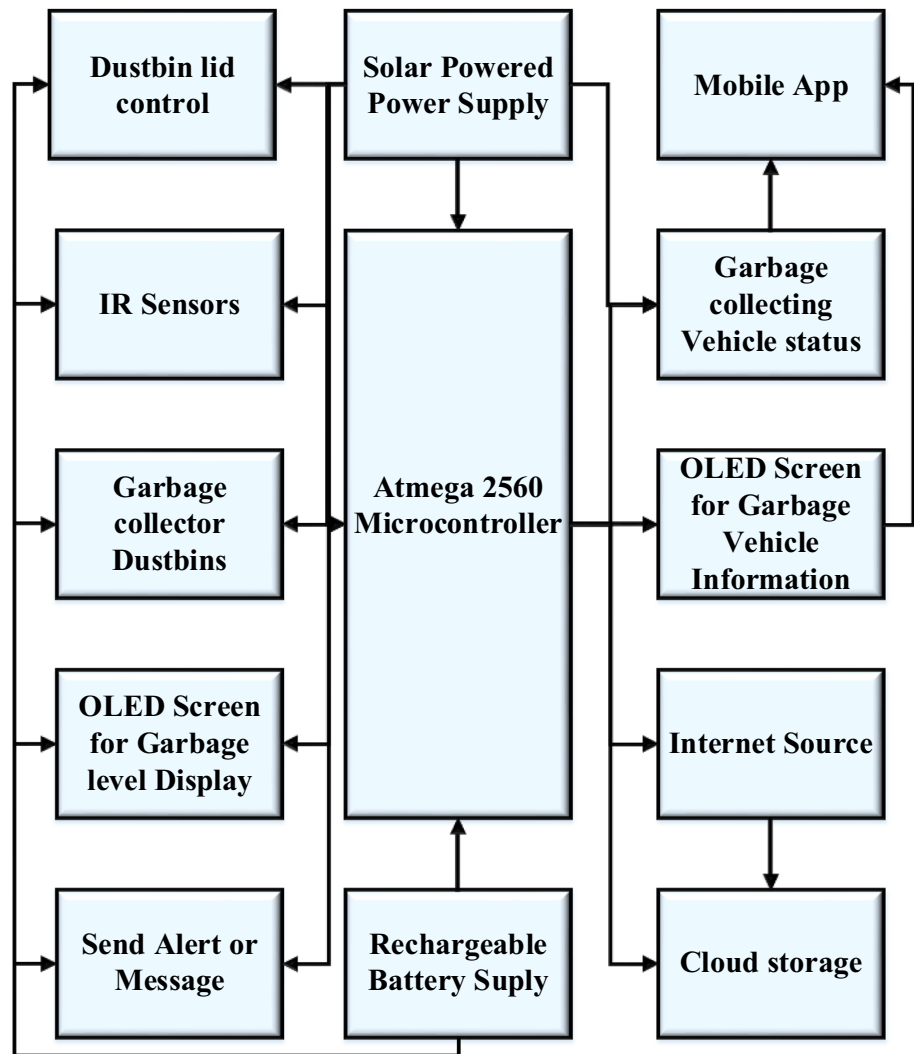 Dustbin lid
control
Solar Powered
Power Supply
Mobile App
IR Sensors
Garbage
collecting
Vehicle status
Garbage
collector
Dustbins
Atmega 2560
Microcontroller
OLED Screen
for Garbage
Vehicle
Information
OLED Screen
for Garbage
level Display
Internet Source
Send Alert or
Message
Rechargeable
Battery Suply
Cloud storage